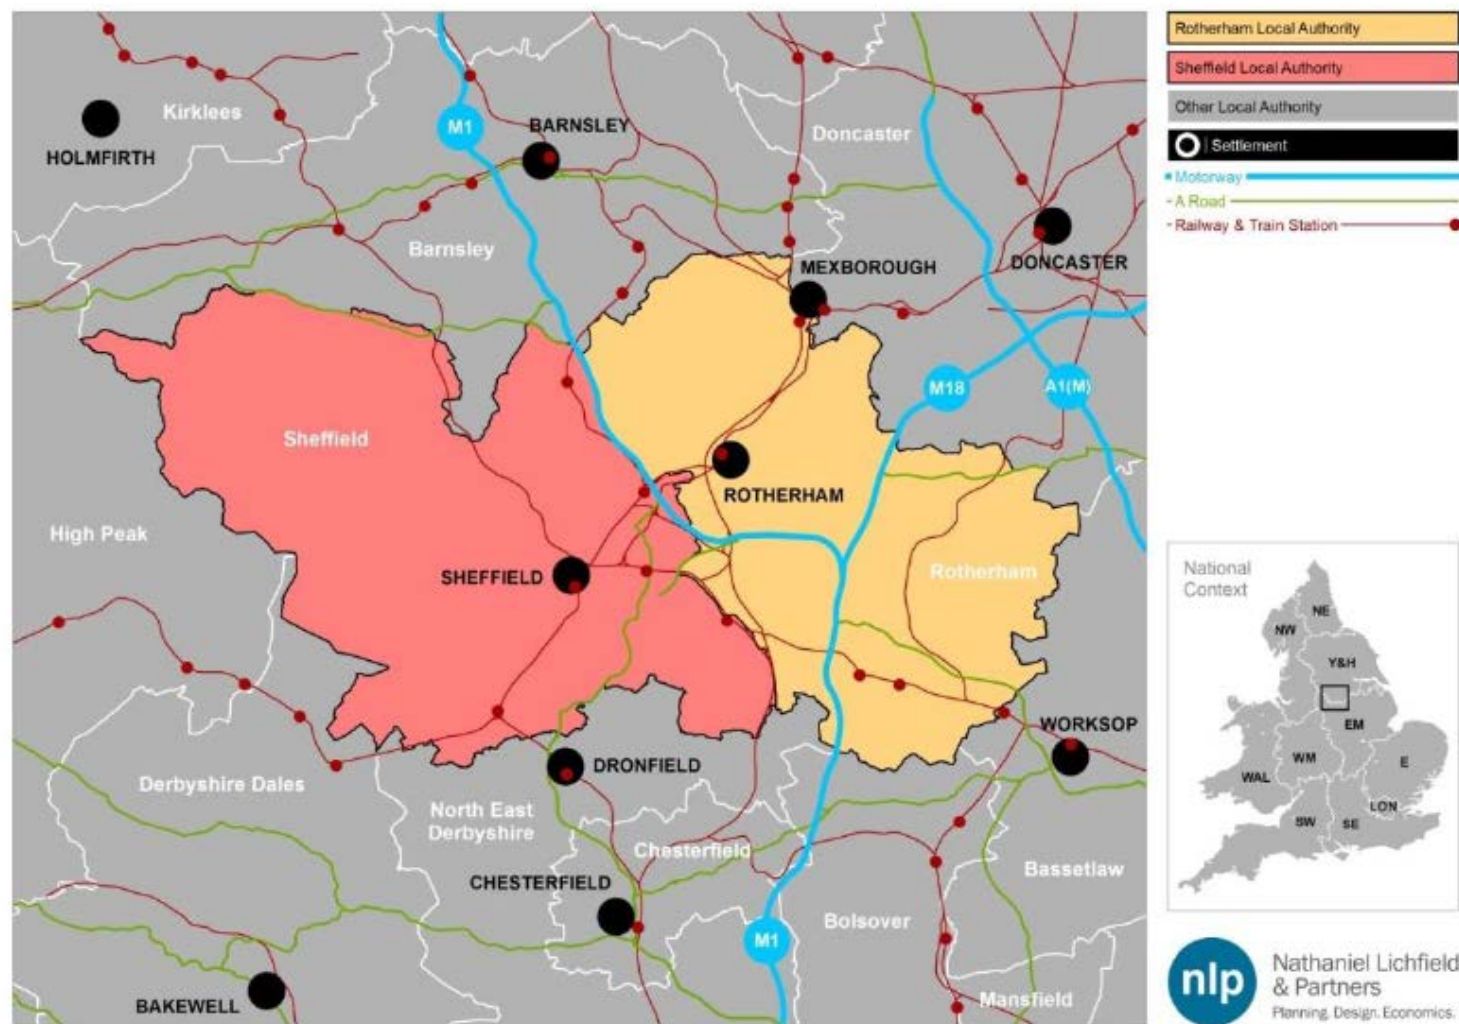 Kirklees
HOLMFIRTH
M1
BARNSLEY
Doncaster
Barnsley
MEXBOROUGH
DONCASTER
M18
A1(M)
Sheffield
ROTHERHAM
High Peak
SHEFFIELD
Rotherham
WORKSOP
DRONFIELD
Derbyshire Dales
North East
Derbyshire
Chesterfield
CHESTERFIELD
Bassetlaw
Bolsover
M1
BAKEWELL
Mansfield
Rotherham Local Authority
Sheffield Local Authority
Other Local Authority
Settlement
Motorway
A Road
Railway & Train Station
National
Context
NE
NW
Y&H
EM
WM
E
WAL
LON
SW
SE
nlp
Nathaniel Lichfield
& Partners
Planning. Design. Economics.